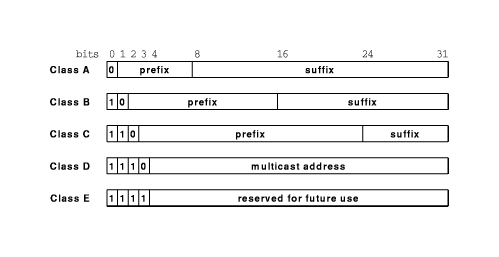 bits 0 1 2 3 4 8 16 24 31
Class A 0 prefix suffix
Class B 1 0 prefix suffix
Class C 1 1 0 prefix suffix
Class D 1 1 1 0 multicast address
Class E 1 1 1 1 reserved for future use